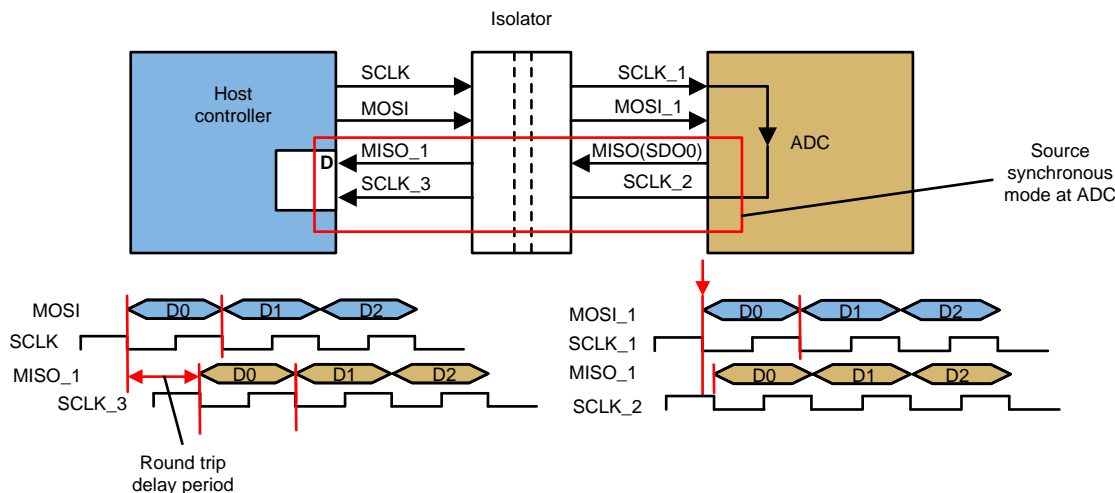 Isolator
Host
controller
SCLK
MOSI
D
MISO_1
SCLK_3
SCLK_1
MOSI_1
MISO(SDO0)
SCLK_2
ADC
Source
synchronous
mode at ADC
MOSI
D0
D1
D2
SCLK
MISO_1
D0
D1
D2
SCLK_3
Round trip
delay period
MOSI_1
D0
D1
D2
SCLK_1
MISO_1
D0
D1
D2
SCLK_2